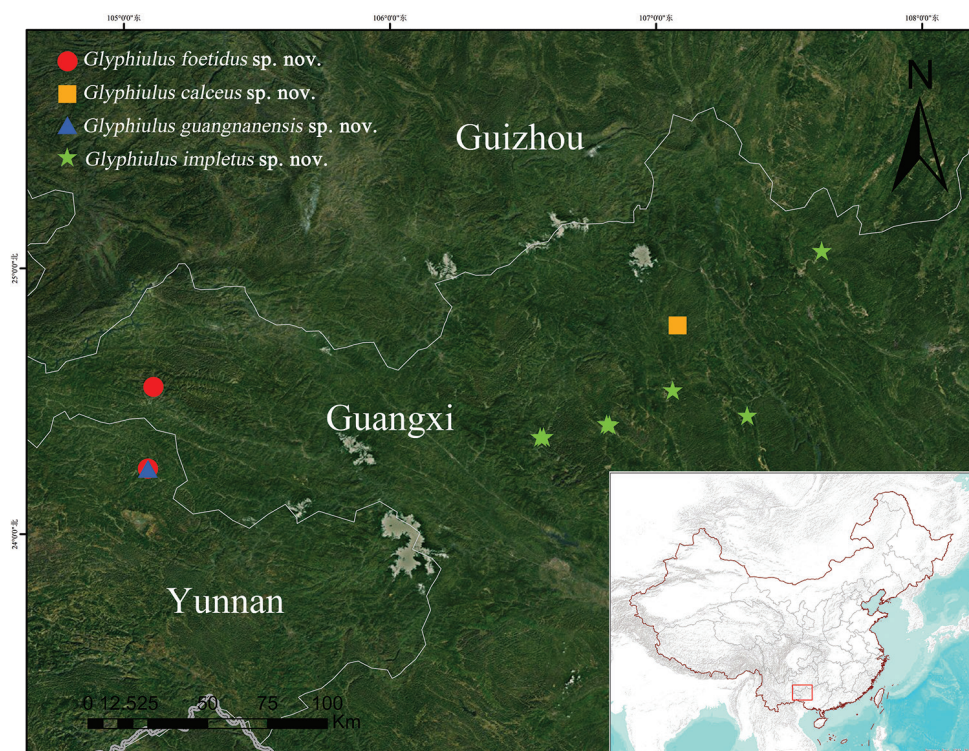 105°0'0"东 106°0'0"东 107°0'0"东 108°0'0"东
Glyphiulus foetidus sp. nov.
Glyphiulus calceus sp. nov.
Glyphiulus guangnanensis sp. nov.
Glyphiulus impletus sp. nov.
N
Guizhou
25°0'0"北
Guangxi
24°0'0"北
Yunnan
0 12.525 50 75 100
Km